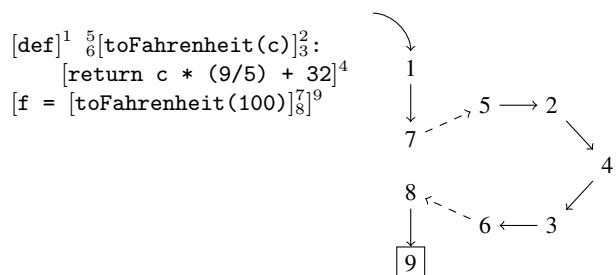 [def]¹ ⁵₆[toFahrenheit(c)]²₃:
[return c * (9/5) + 32]⁴
[f = [toFahrenheit(100)]⁷₈]⁹
1
5 2
7
4
8
6 3
9